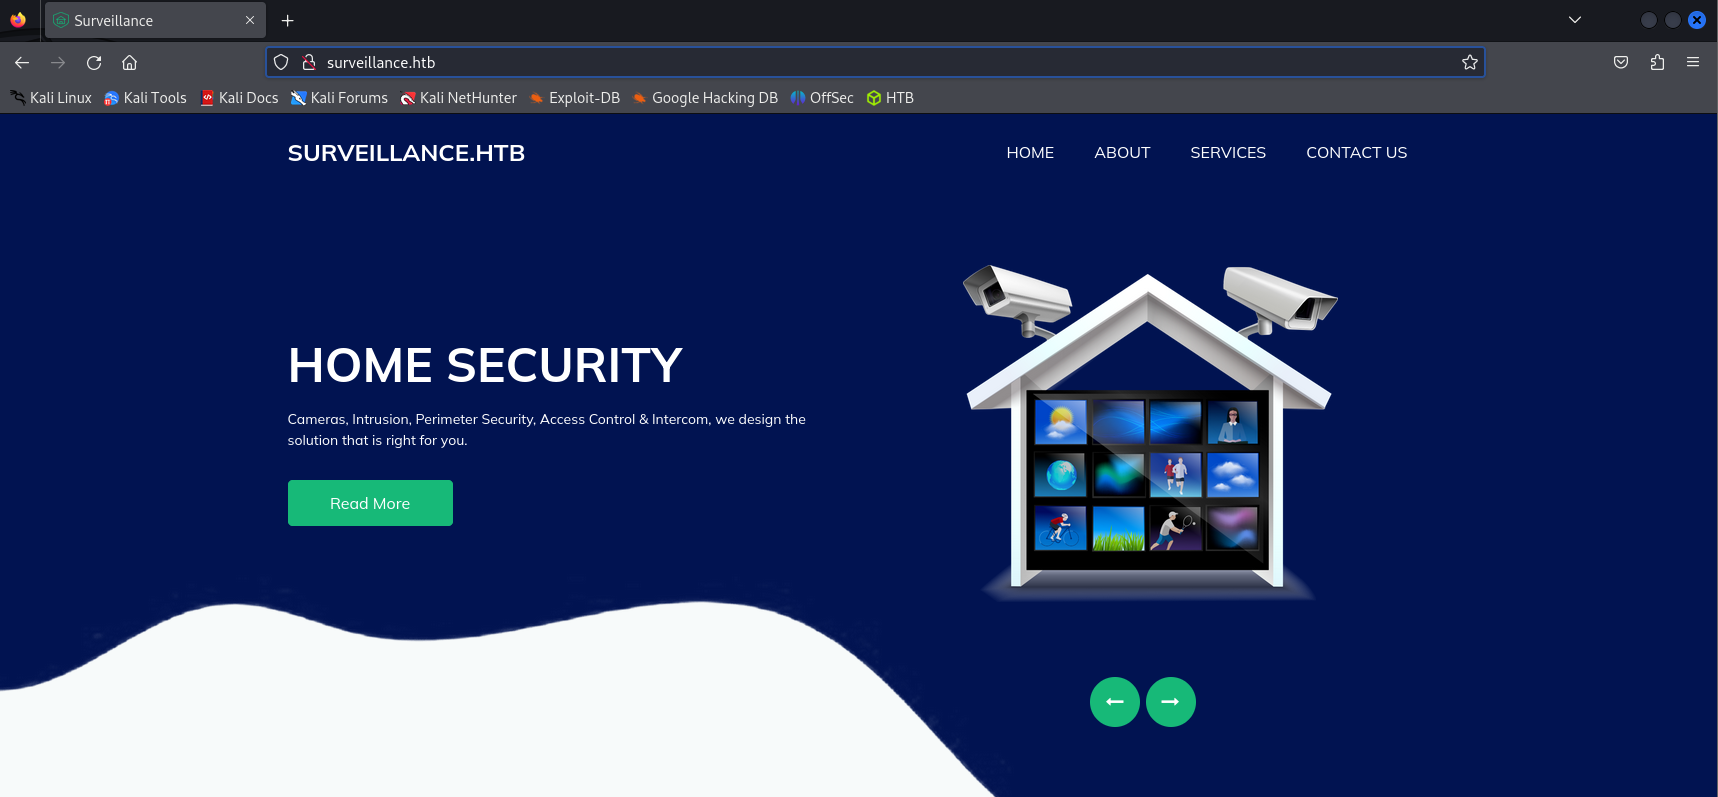 Surveillance
surveillance.htb
Kali Linux Kali Tools Kali Docs Kali Forums Kali NetHunter Exploit-DB Google Hacking DB OffSec HTB
SURVEILLANCE.HTB HOME ABOUT SERVICES CONTACT US
HOME SECURITY
Cameras, Intrusion, Perimeter Security, Access Control & Intercom, we design the
solution that is right for you.
Read More